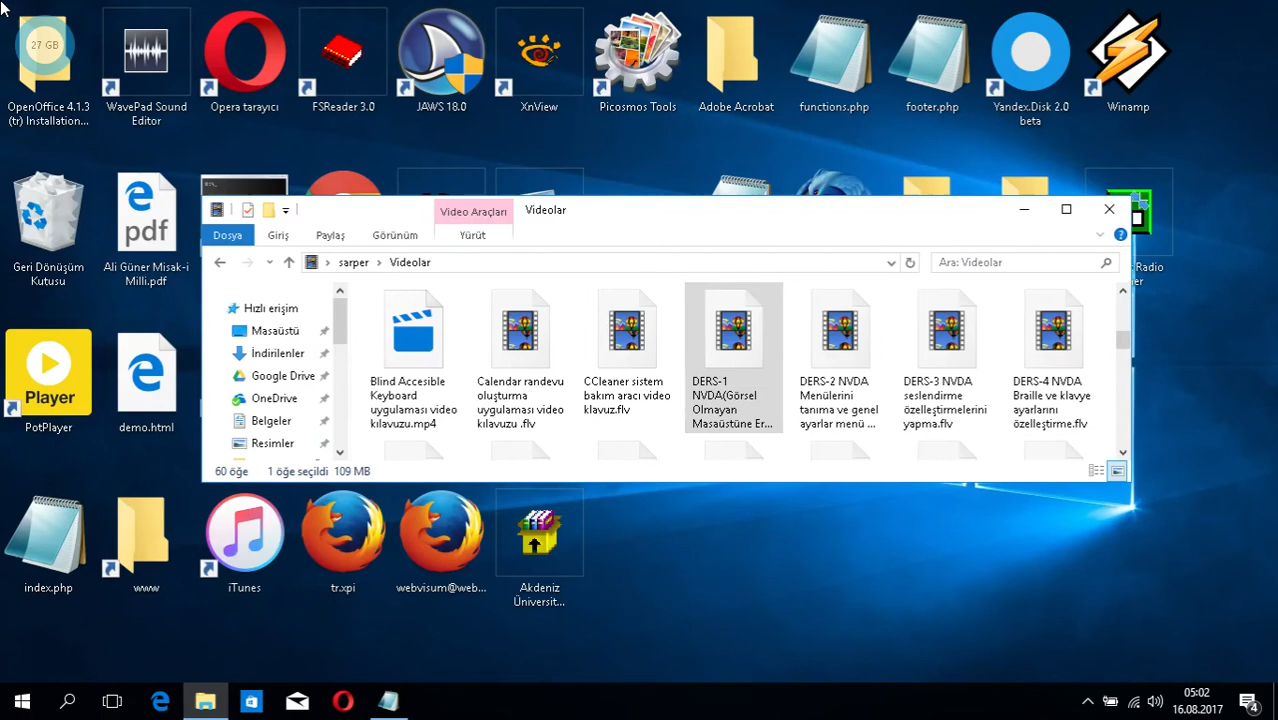 27 GB
OpenOffice 4.1.3
(tr) Installation...
WavePad Sound
Editor
Opera tarayıcı
FSReader 3.0
JAWS 18.0
XnView
Picosmos Tools
Adobe Acrobat
functions.php
footer.php
Yandex.Disk 2.0
beta
Winamp
Geri Dönüşüm
Kutusu
Ali Güner Misak-i
Milli.pdf
pdf
Radio
Player
PotPlayer
demo.html
Video Araçları
Videolar
Dosya
Giriş
Paylaş
Görünüm
Yürüt
sarper
Videolar
Ara: Videolar
Hızlı erişim
Masaüstü
İndirilenler
Google Drive
OneDrive
Belgeler
Resimler
Blind Accesible
Keyboard
uygulaması video
kılavuzu.mp4
Calendar randevu
oluşturma
uygulaması video
kılavuzu .flv
CCleaner sistem
bakım aracı video
klavuz.flv
DERS-1
NVDA(Görsel
Olmayan
Masaüstüne Er...
DERS-2 NVDA
Menülerini
tanıma ve genel
ayarlar menü ...
DERS-3 NVDA
seslendirme
özelleştirmelerini
yapma.flv
DERS-4 NVDA
Braille ve klavye
ayarlarını
özelleştirme.flv
60 öğe
1 öğe seçildi
109 MB
index.php
www
iTunes
tr.xpi
webvisum@web...
Akdeniz
Üniversit...
05:02
16.08.2017
4